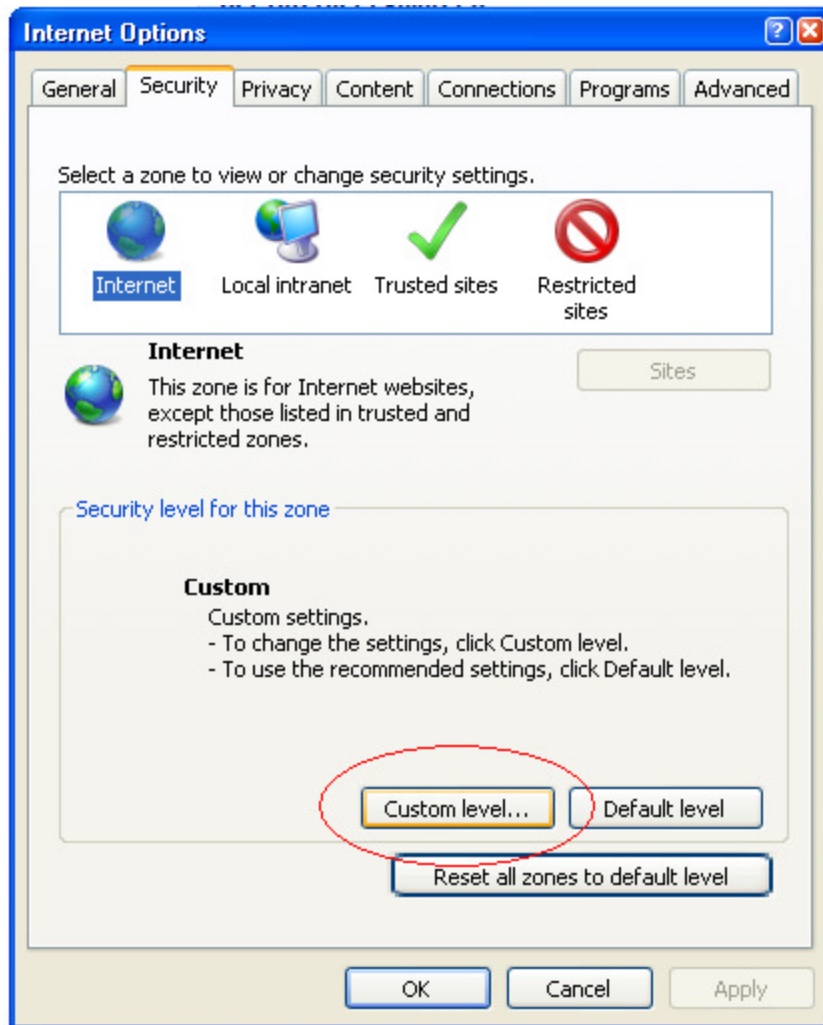 Internet Options
General Security Privacy Content Connections Programs Advanced
Select a zone to view or change security settings.
Internet Local intranet Trusted sites Restricted sites
Internet
Sites
This zone is for Internet websites,
except those listed in trusted and
restricted zones.
Security level for this zone
Custom
Custom settings.
- To change the settings, click Custom level.
- To use the recommended settings, click Default level.
Custom level... Default level
Reset all zones to default level
OK Cancel Apply